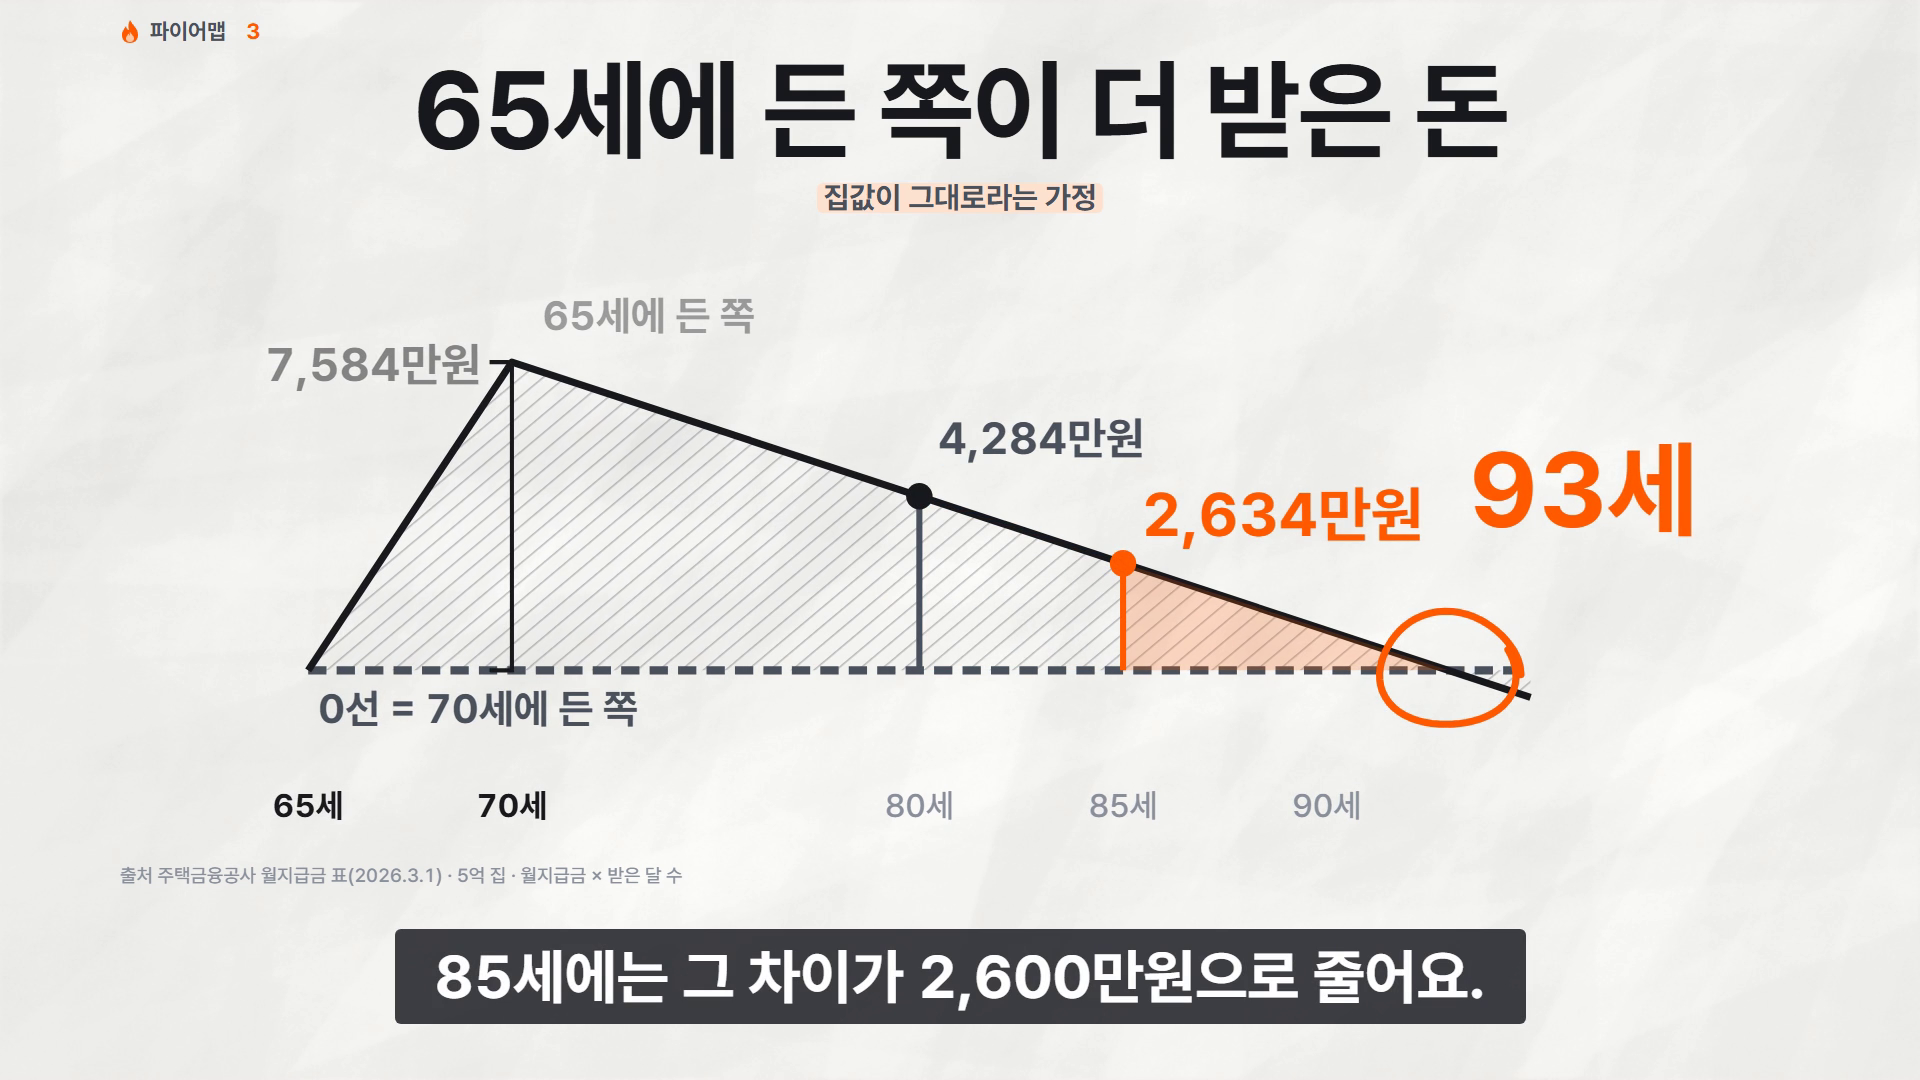 파이어맵 3
65세에 든 쪽이 더 받은 돈
집값이 그대로라는 가정
65세에 든 쪽
7,584만원
4,284만원
2,634만원
93세
0선 = 70세에 든 쪽
65세 70세 80세 85세 90세
출처 주택금융공사 월지급금 표(2026.3.1) · 5억 집 · 월지급금 × 받은 달 수
85세에는 그 차이가 2,600만원으로 줄어요.